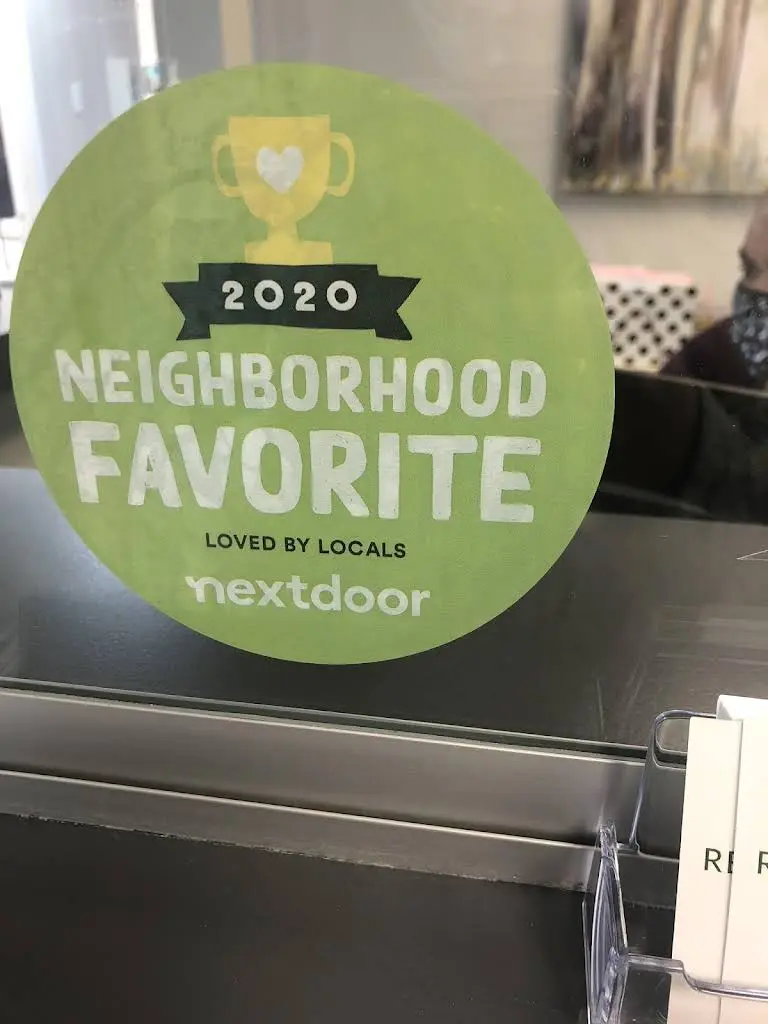 2020
NEIGHBORHOOD
FAVORITE
LOVED BY LOCALS
nextdoor